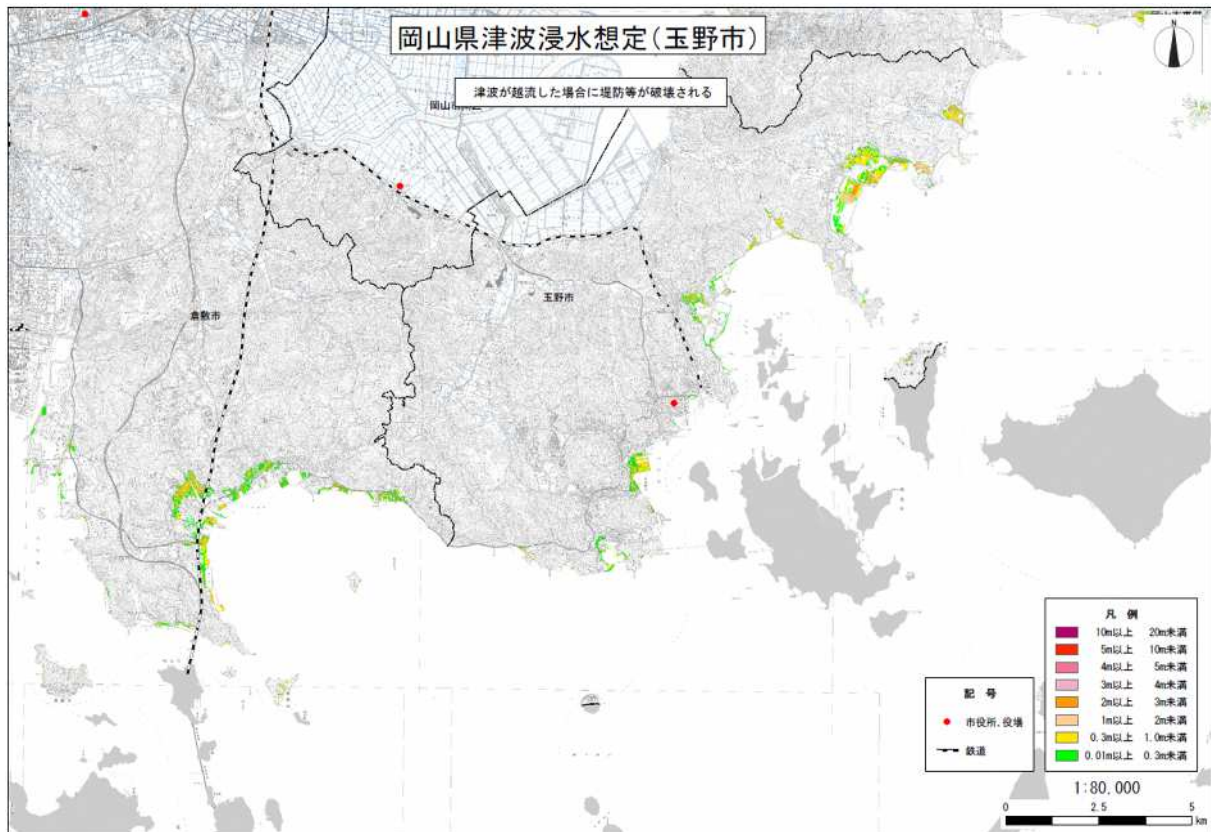 岡山県津波浸水想定(玉野市)
N
津波が越流した場合に堤防等が破壊される
玉野市
倉敷市
凡 例
10m以上 20m未満
5m以上 10m未満
4m以上 5m未満
3m以上 4m未満
2m以上 3m未満
1m以上 2m未満
0.3m以上 1.0m未満
0.01m以上 0.3m未満
記 号
市役所、役場
鉄道
1:80,000
0 2.5 5
km